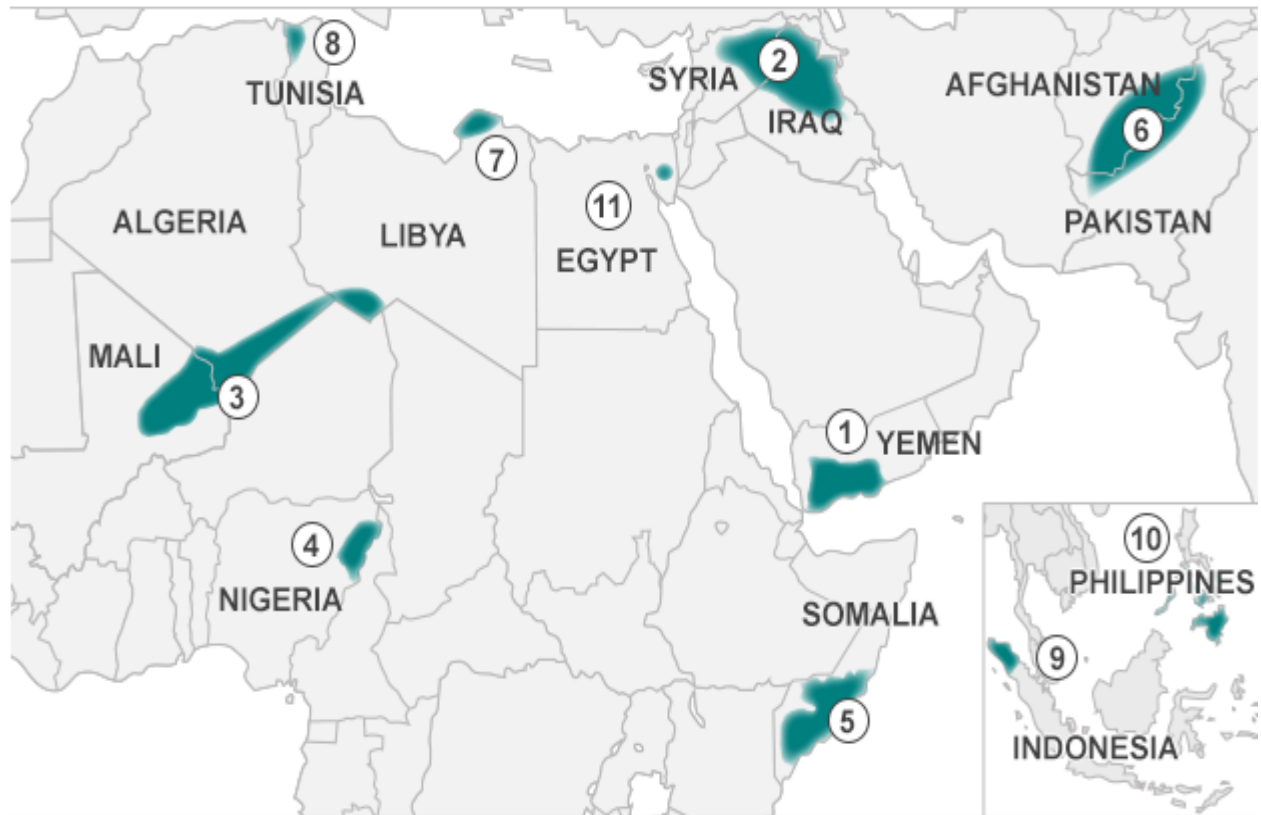 8
TUNISIA
2
SYRIA
IRAQ
AFGHANISTAN
6
PAKISTAN
7
11
ALGERIA
LIBYA
EGYPT
MALI
3
1
YEMEN
4
NIGERIA
SOMALIA
5
10
PHILIPPINES
9
INDONESIA